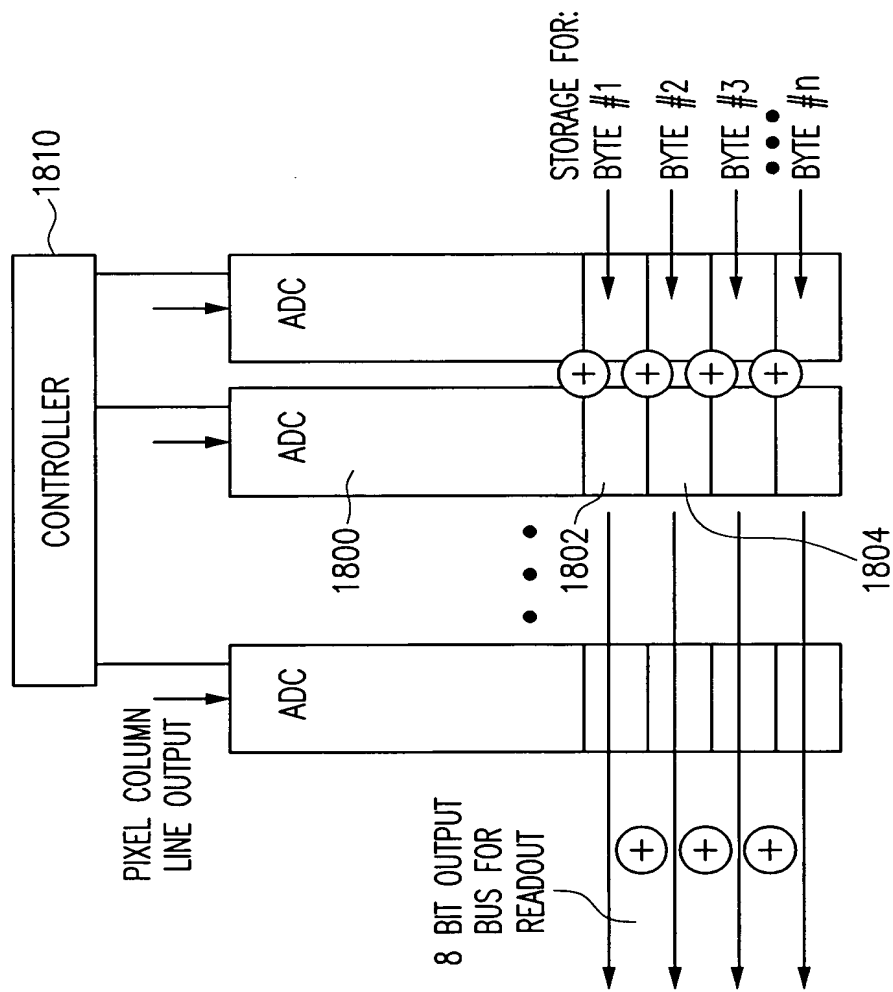 1810
CONTROLLER
PIXEL COLUMN
LINE OUTPUT
ADC
ADC
ADC
1800
STORAGE FOR:
BYTE #1
BYTE #2
BYTE #3
BYTE #n
+
+
+
+
1802
1804
8 BIT OUTPUT
BUS FOR
READOUT
+
+
+